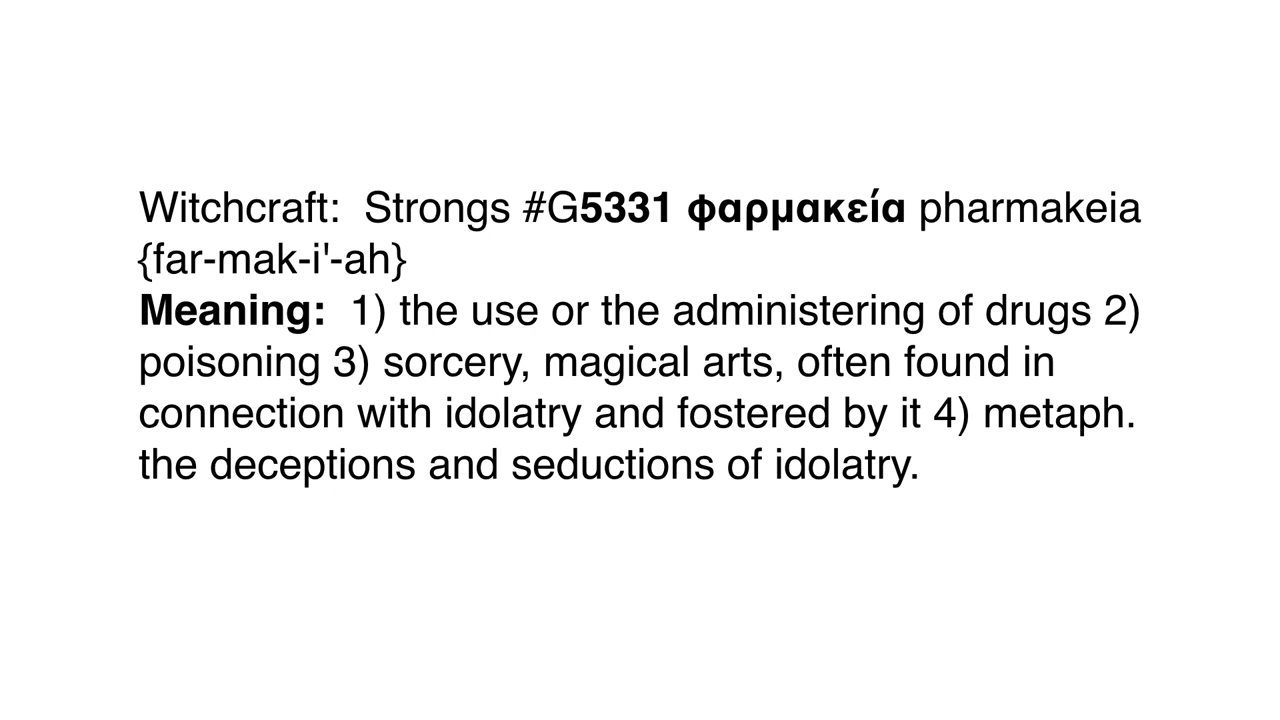 Witchcraft:  Strongs #G5331 φαρμακεία pharmakeia
{far-mak-i'-ah}
Meaning:  1) the use or the administering of drugs 2)
poisoning 3) sorcery, magical arts, often found in
connection with idolatry and fostered by it 4) metaph.
the deceptions and seductions of idolatry.